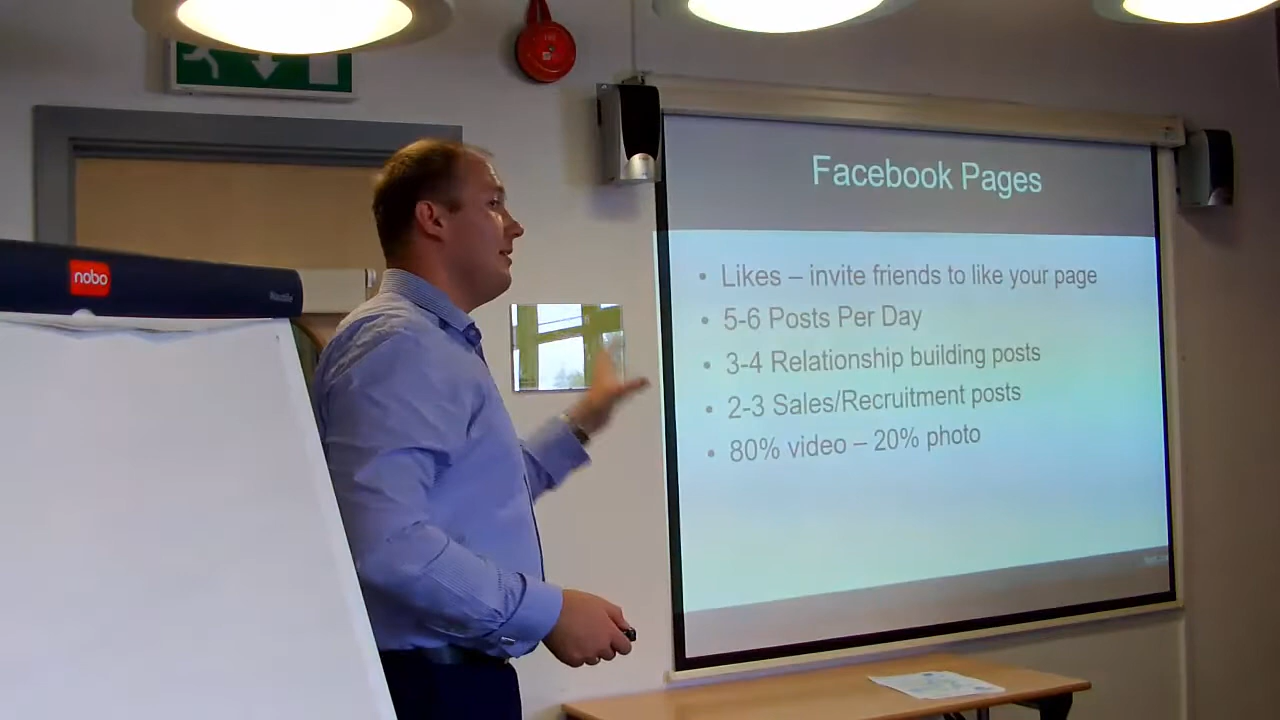 Facebook Pages
nobo
• Likes – invite friends to like your page
• 5-6 Posts Per Day
• 3-4 Relationship building posts
• 2-3 Sales/Recruitment posts
• 80% video – 20% photo